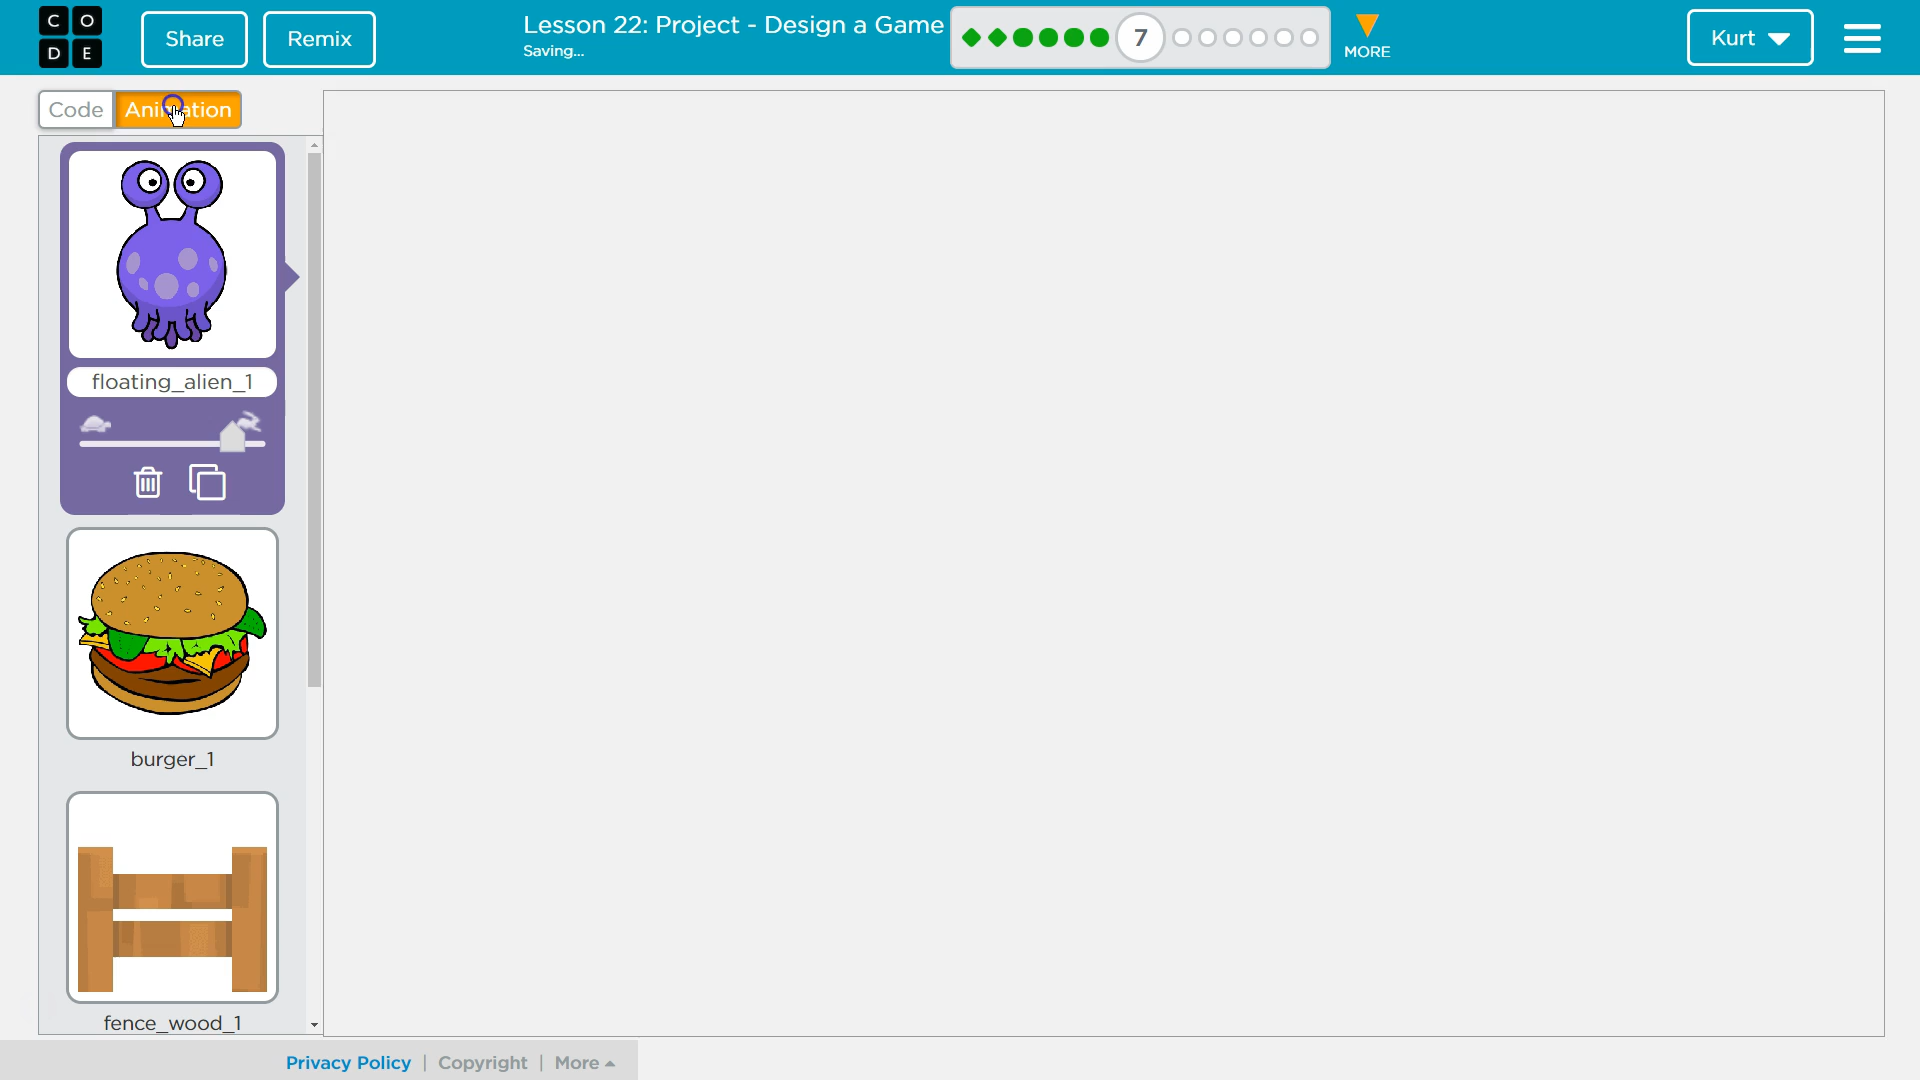 C O
D E
Share
Remix
Lesson 22: Project - Design a Game
Saving...
7
MORE
Kurt
Code
Animation
floating_alien_1
burger_1
fence_wood_1
Privacy Policy | Copyright | More